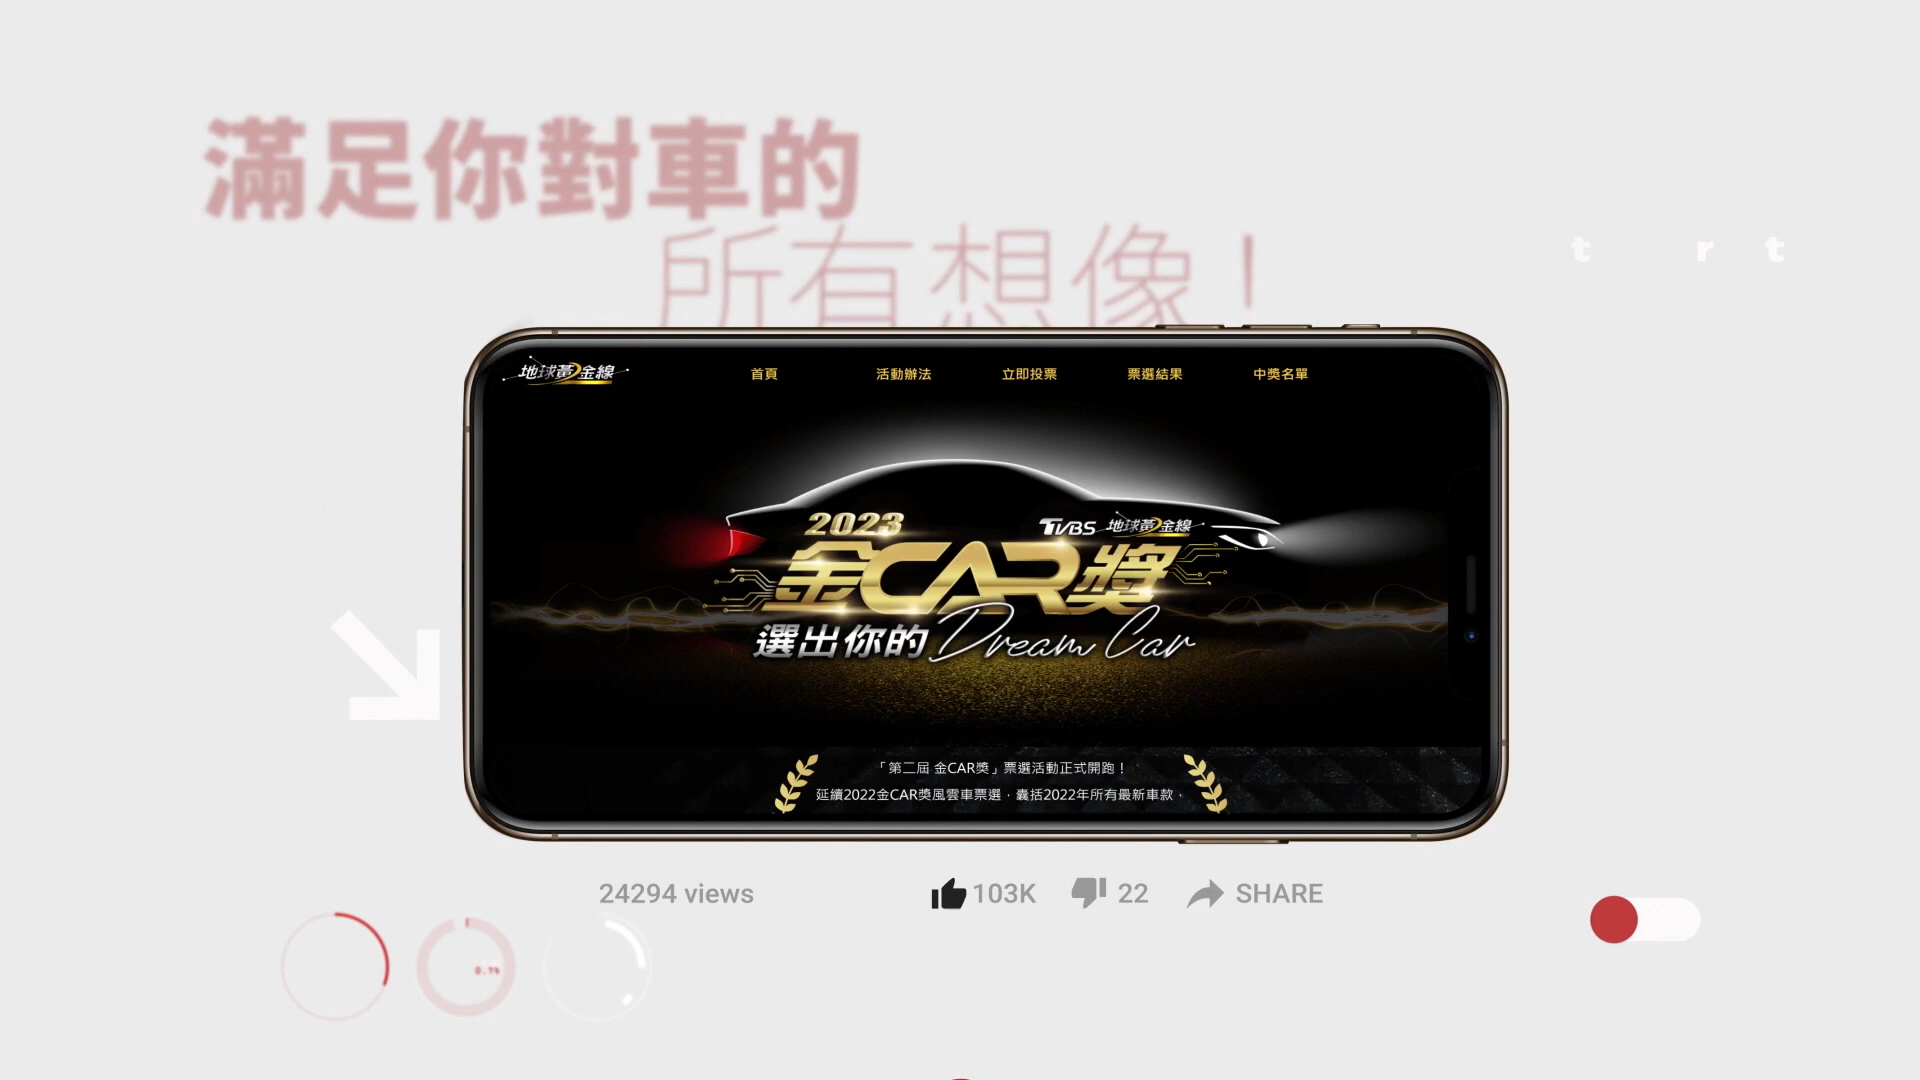 滿足你對車的
所有想像!
t r t
地球黃金線
首頁 活動辦法 立即投票 票選結果 中獎名單
2023
TVBS 地球黃金線
金CAR獎
選出你的 Dream Car
「第二屆 金CAR獎」票選活動正式開跑!
延續2022金CAR獎風雲車票選,囊括2022年所有最新車款,
24294 views 103K 22 SHARE
0.7%